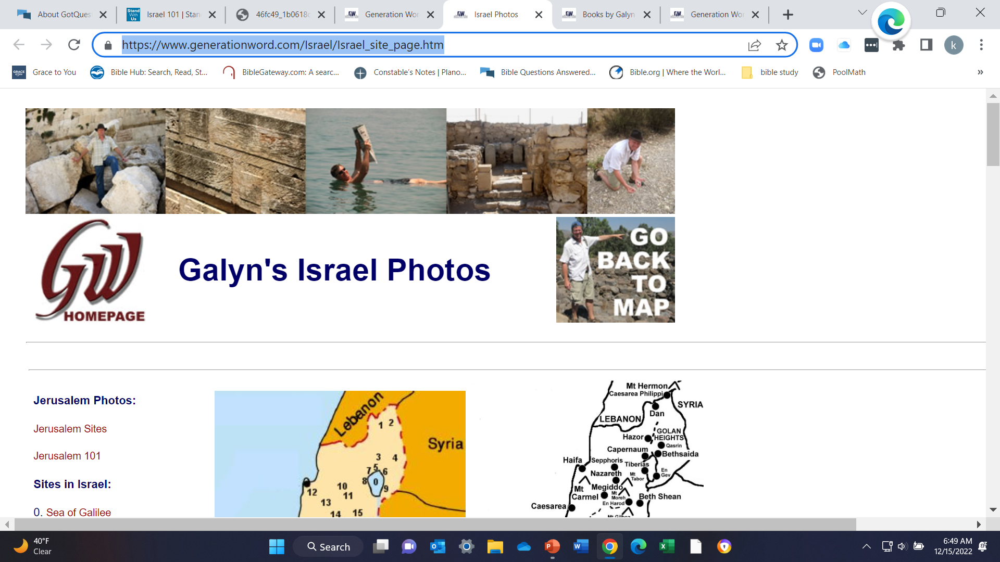 About GotQues
Israel 101 | Stan
46fc49_1b0618c
Generation Wor
Israel Photos
Books by Galyn
Generation Wor
https://www.generationword.com/Israel/Israel_site_page.htm
k
Grace to You
Bible Hub: Search, Read, St...
BibleGateway.com: A searc...
Constable's Notes | Plano...
Bible Questions Answered...
Bible.org | Where the Worl...
bible study
PoolMath
»
GW
HOMEPAGE
Galyn's Israel Photos
GO
BACK
TO
MAP
Jerusalem Photos:
Jerusalem Sites
Jerusalem 101
Sites in Israel:
0. Sea of Galilee
Lebanon
Syria
1 2
3 4
7 5 6
8 0 9
10
11
12
13
14 15
Mt Hermon
Caesarea Philippi
SYRIA
Dan
LEBANON
GOLAN
HEIGHTS
Hazor
Qasrin
Capernaum
Bethsaida
Haifa
Sepphoris
Tiberias
En
Gev
Nazareth
Mt
Tabor
Mt
Carmel
Megiddo
Mt
Moreh
Beth Shean
En Harod
Caesarea
Mt Gilboa
40°F
Clear
Search
6:49 AM
12/15/2022